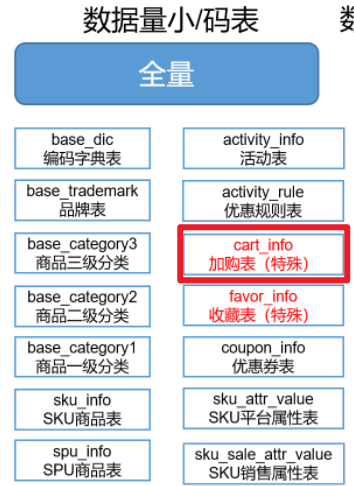 数据量小/码表
全量
base_dic
编码字典表
activity_info
活动表
base_trademark
品牌表
activity_rule
优惠规则表
base_category3
商品三级分类
cart_info
加购表（特殊）
base_category2
商品二级分类
favor_info
收藏表（特殊）
base_category1
商品一级分类
coupon_info
优惠券表
sku_info
SKU商品表
sku_attr_value
SKU平台属性表
spu_info
SPU商品表
sku_sale_attr_value
SKU销售属性表